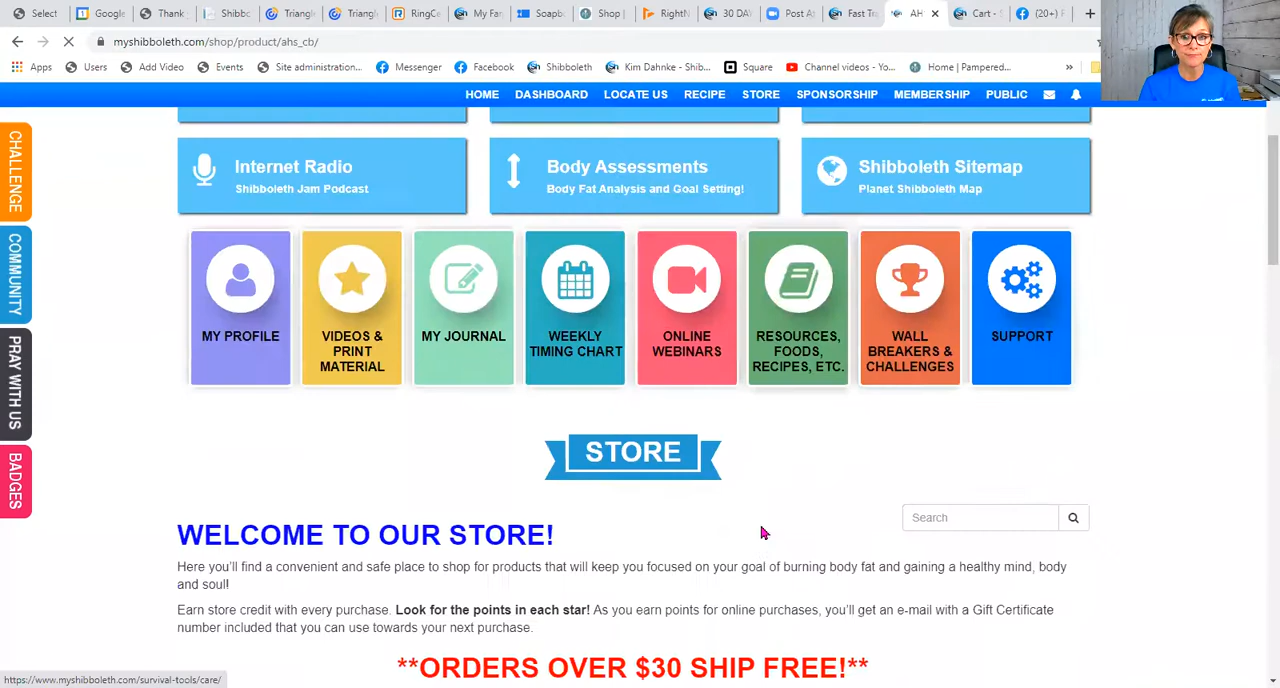 Select
Google
Thank
Shibbc
Triangle
Triangl
RingCe
My Far
Soapb
Shop |
RightN
30 DAY
Post A
Fast Tr
AH
Cart - S
(20+) F
myshibboleth.com/shop/product/ahs_cb/
Apps
Users
Add Video
Events
Site administration...
Messenger
Shibboleth
Kim Dahnke - Shib...
Square
Channel videos - Yo...
Home | Pampered...
HOME
DASHBOARD
LOCATE US
RECIPE
STORE
SPONSORSHIP
MEMBERSHIP
PUBLIC
CHALLENGE
COMMUNITY
PRAY WITH US
BADGES
Internet Radio
Shibboleth Jam Podcast
Body Assessments
Body Fat Analysis and Goal Setting!
Shibboleth Sitemap
Planet Shibboleth Map
MY PROFILE
VIDEOS &
PRINT
MATERIAL
MY JOURNAL
WEEKLY
TIMING CHART
ONLINE
WEBINARS
RESOURCES,
FOODS,
RECIPES, ETC.
WALL
BREAKERS &
CHALLENGES
SUPPORT
STORE
Search
WELCOME TO OUR STORE!
Here you'll find a convenient and safe place to shop for products that will keep you focused on your goal of burning body fat and gaining a healthy mind, body
and soul!
Earn store credit with every purchase. Look for the points in each star! As you earn points for online purchases, you'll get an e-mail with a Gift Certificate
number included that you can use towards your next purchase.
**ORDERS OVER $30 SHIP FREE!**
https://www.myshibboleth.com/survival-tools/care/